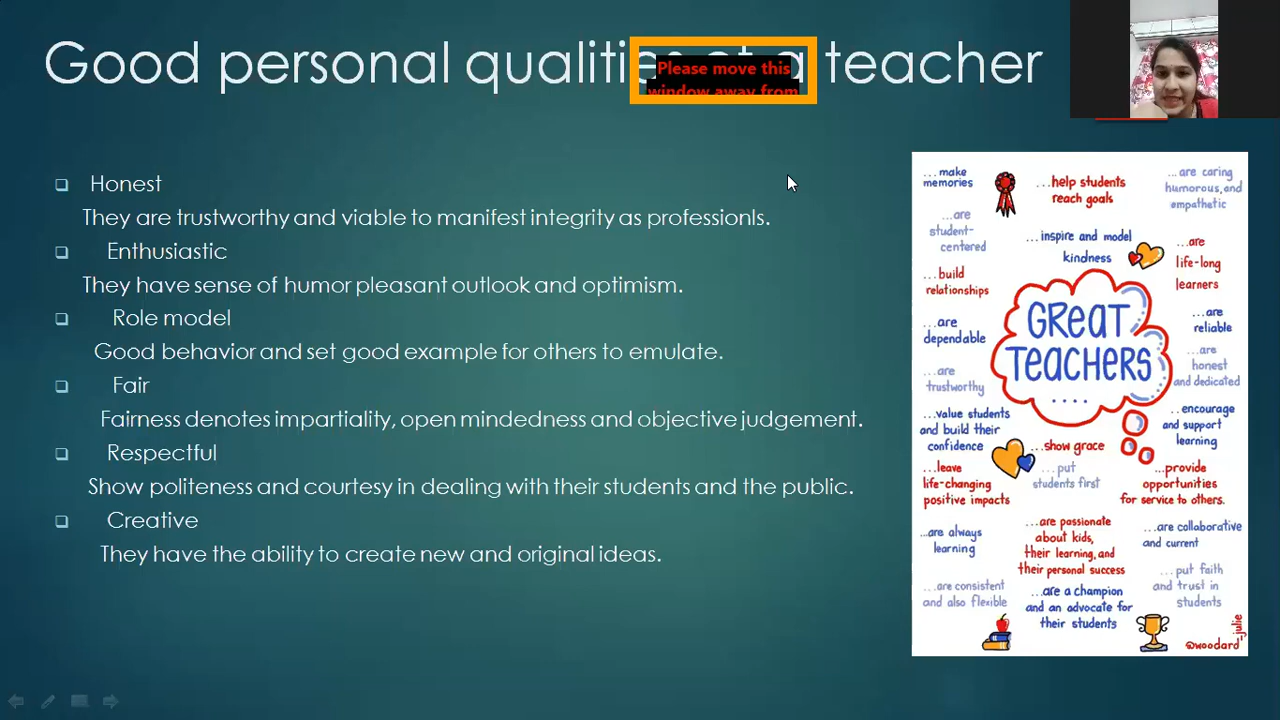 Good personal qualities of a teacher
Please move this
window away from
Honest
They are trustworthy and viable to manifest integrity as professionls.
Enthusiastic
They have sense of humor pleasant outlook and optimism.
Role model
Good behavior and set good example for others to emulate.
Fair
Fairness denotes impartiality, open mindedness and objective judgement.
Respectful
Show politeness and courtesy in dealing with their students and the public.
Creative
They have the ability to create new and original ideas.
...make
memories
...help students
reach goals
...are caring
humorous, and
empathetic
...are
student-
centered
...inspire and model
kindness
...are
life-long
learners
...build
relationships
GREAT
TEACHERS
...are
dependable
...are
reliable
...are
trustworthy
...are
honest
and dedicated
...value students
and build their
confidence
...encourage
and support
learning
...show grace
...leave
life-changing
positive impacts
...put
students first
...provide
opportunities
for service to others.
...are always
learning
...are passionate
about kids,
their learning, and
their personal success
...are collaborative
and current
...are consistent
and also flexible
...are a champion
and an advocate for
their students
...put faith
and trust in
students
@woodard_julie